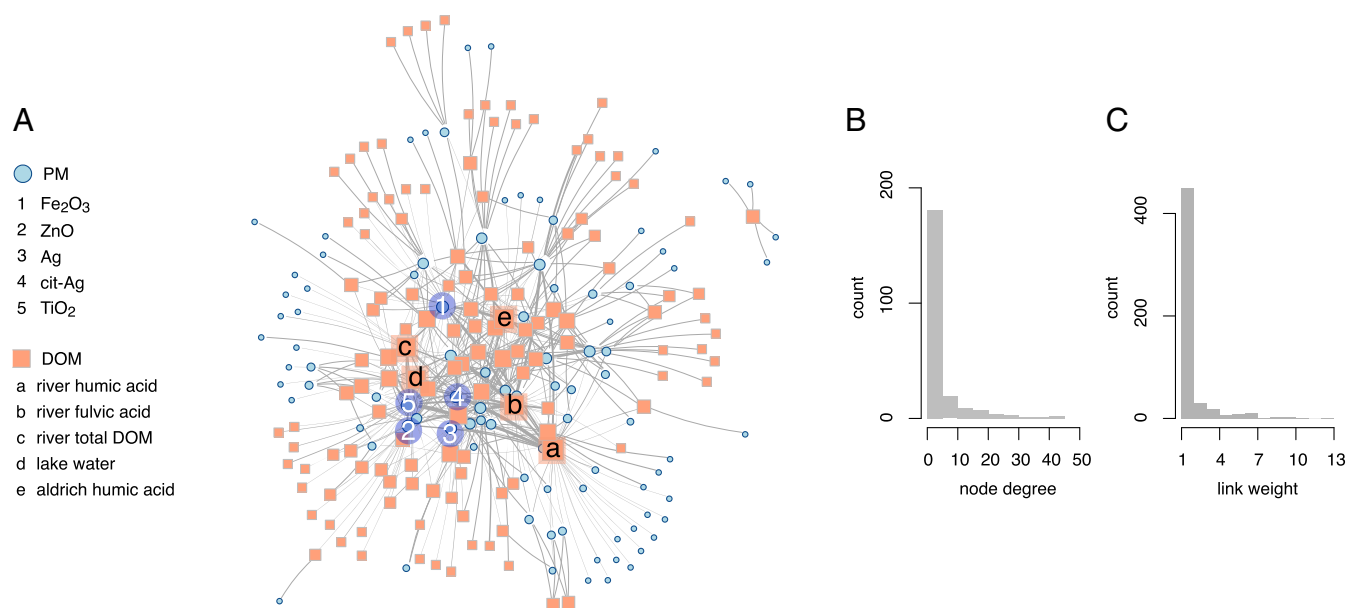 A
PM
1 Fe₂O₃
2 ZnO
3 Ag
4 cit-Ag
5 TiO₂
DOM
a river humic acid
b river fulvic acid
c river total DOM
d lake water
e aldrich humic acid
1
e
c
d
5
4
b
2
3
a
B
200
100
0
count
0 10 20 30 40 50
node degree
C
400
200
0
count
1 4 7 10 13
link weight